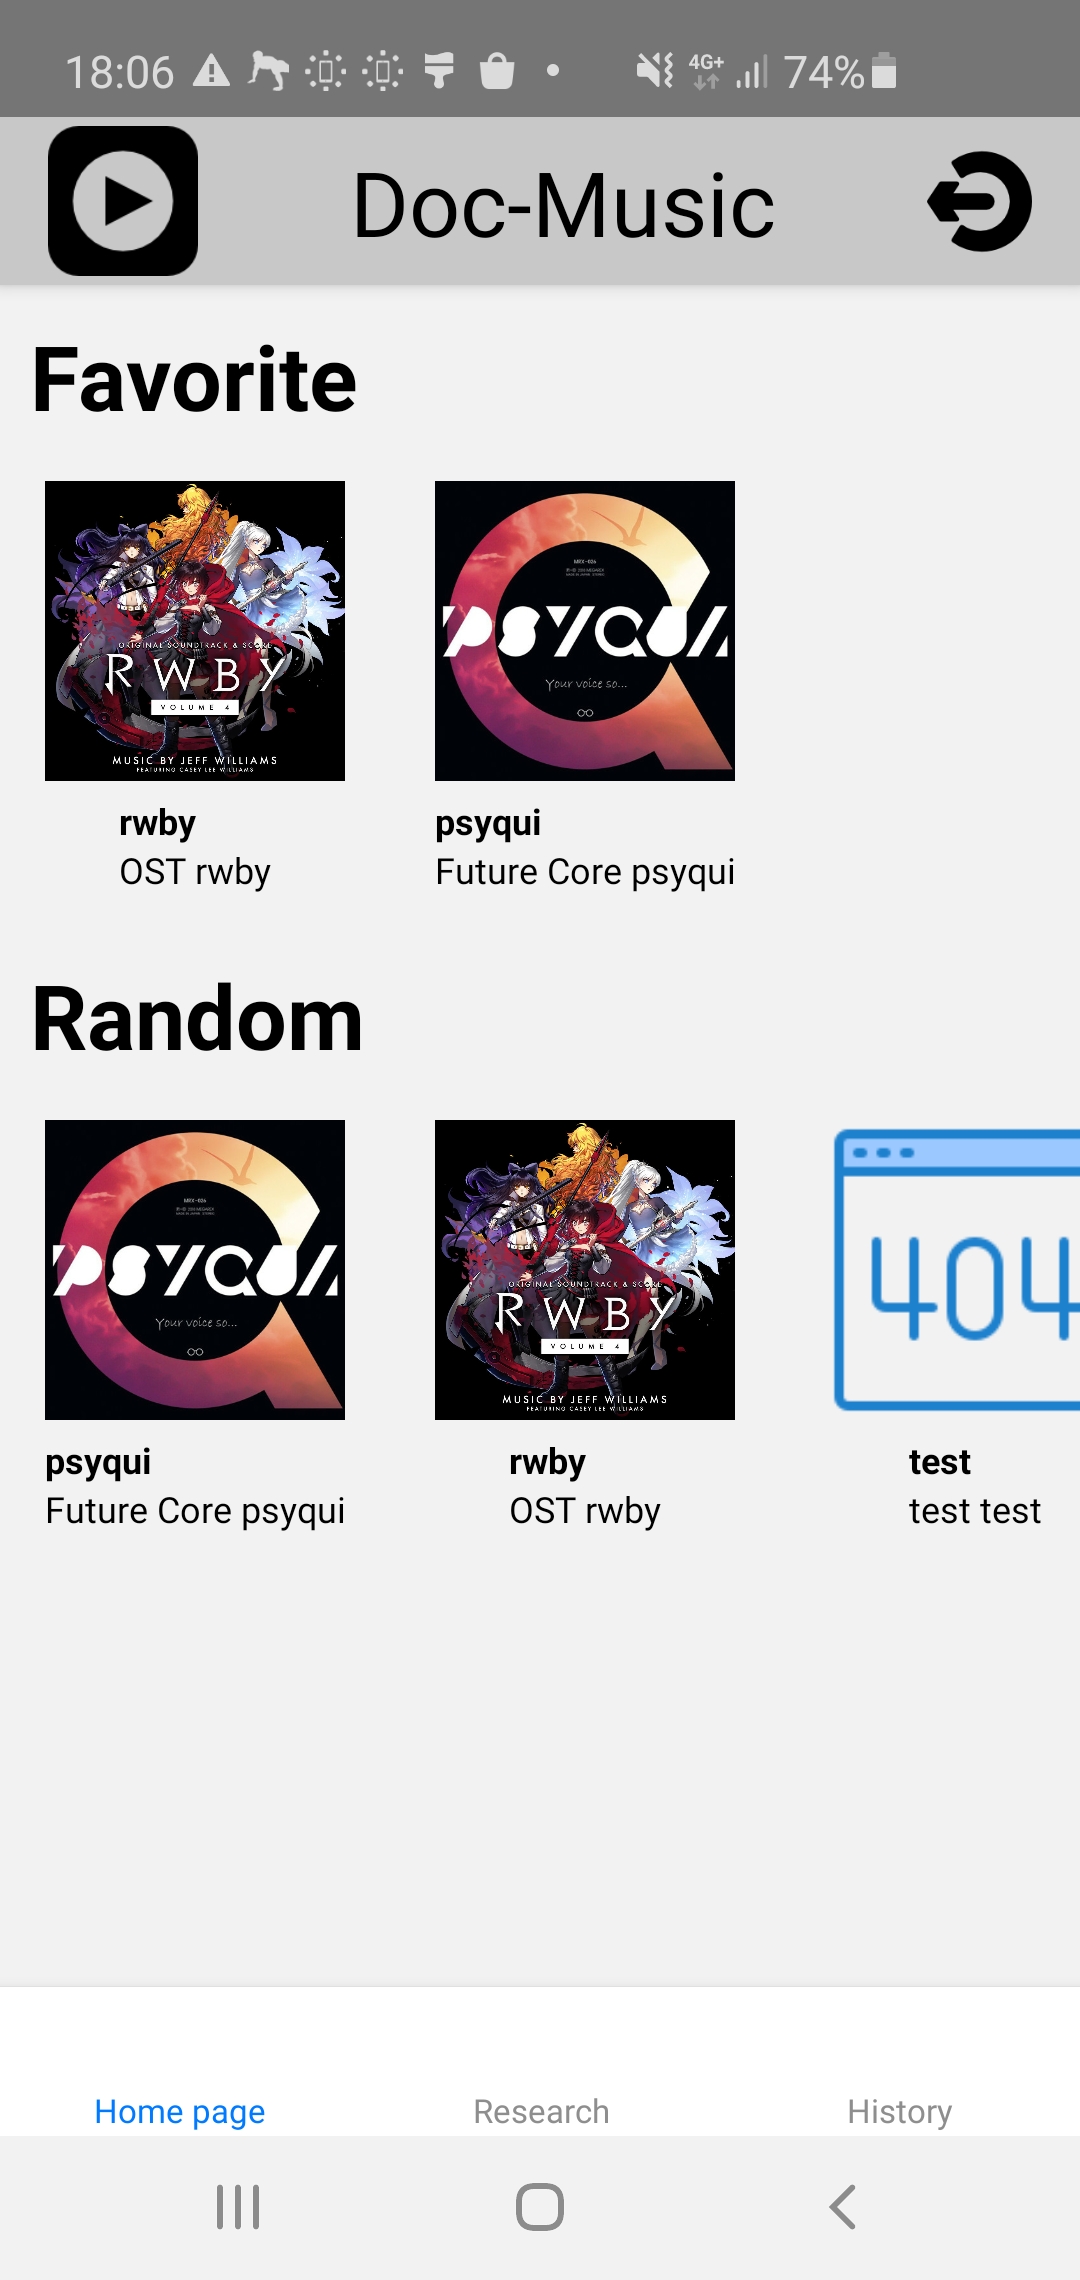 18:06 4G+ 74%
Doc-Music
Favorite
ORIGINAL SOUNDTRACK & SCORE
RWBY
VOLUME 4
MUSIC BY JEFF WILLIAMS
FEATURING CASEY LEE WILLIAMS
PSYQUI
Your voice so...
rwby
OST rwby
psyqui
Future Core psyqui
Random
PSYQUI
Your voice so...
ORIGINAL SOUNDTRACK & SCORE
RWBY
VOLUME 4
MUSIC BY JEFF WILLIAMS
FEATURING CASEY LEE WILLIAMS
404
psyqui
Future Core psyqui
rwby
OST rwby
test
test test
Home page
Research
History